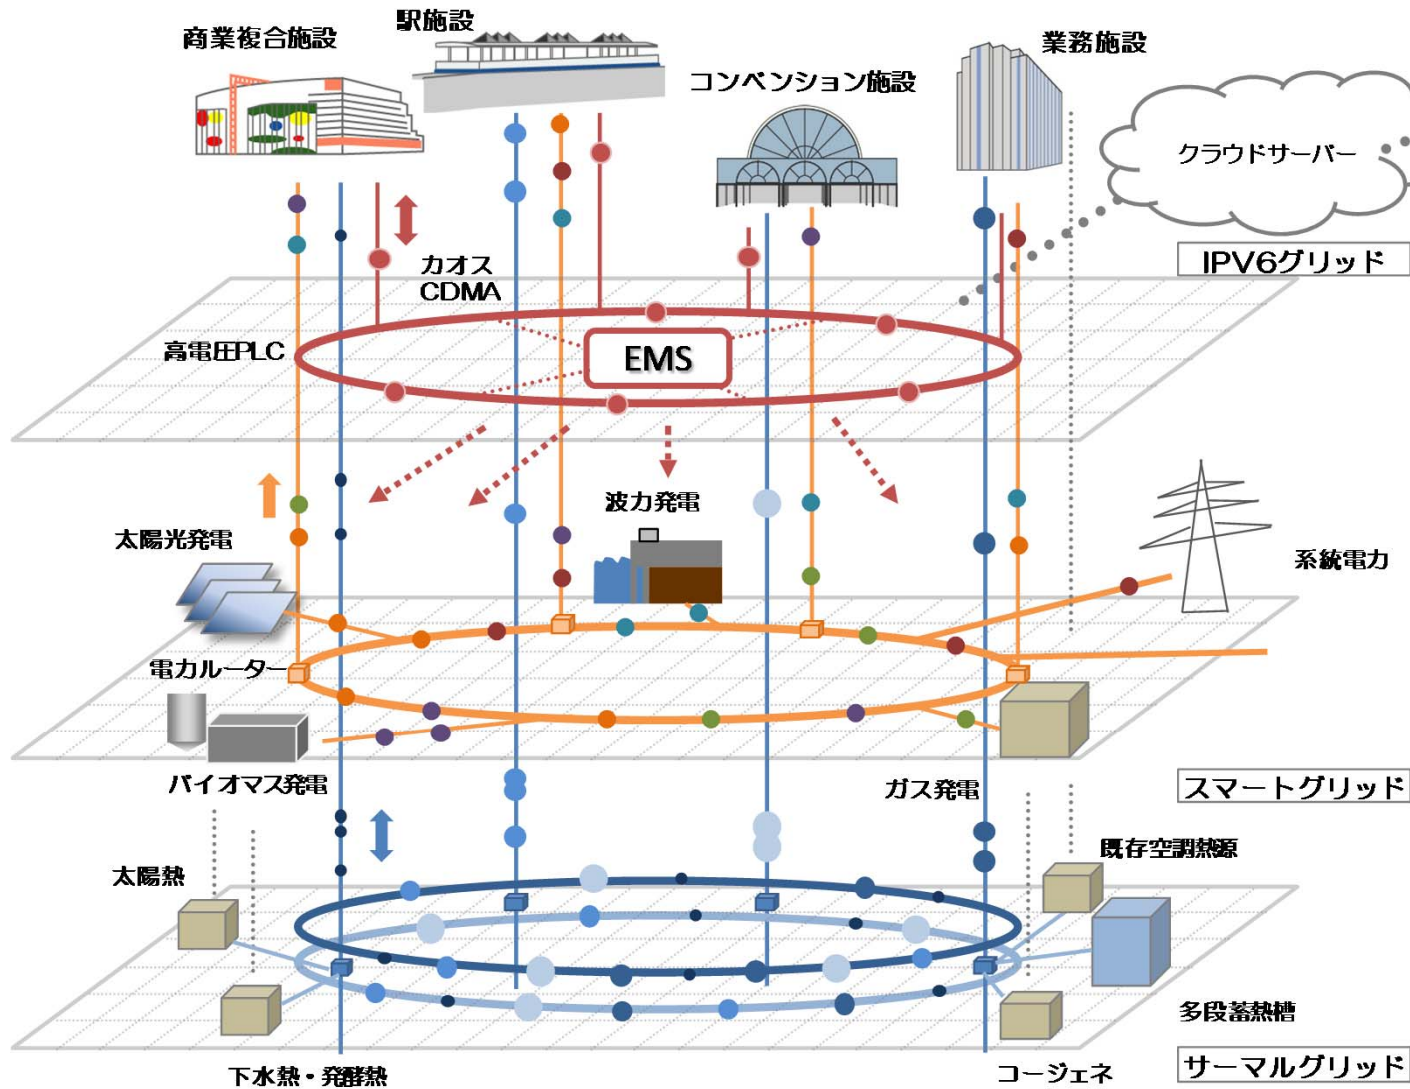 駅施設
商業複合施設
業務施設
コンベンション施設
クラウドサーバー
IPV6グリッド
カオス
CDMA
高電圧PLC
EMS
波力発電
太陽光発電
系統電力
電力ルーター
バイオマス発電
ガス発電
スマートグリッド
既存空調熱源
太陽熱
多段蓄熱槽
サーマルグリッド
下水熱・発酵熱
コージェネ